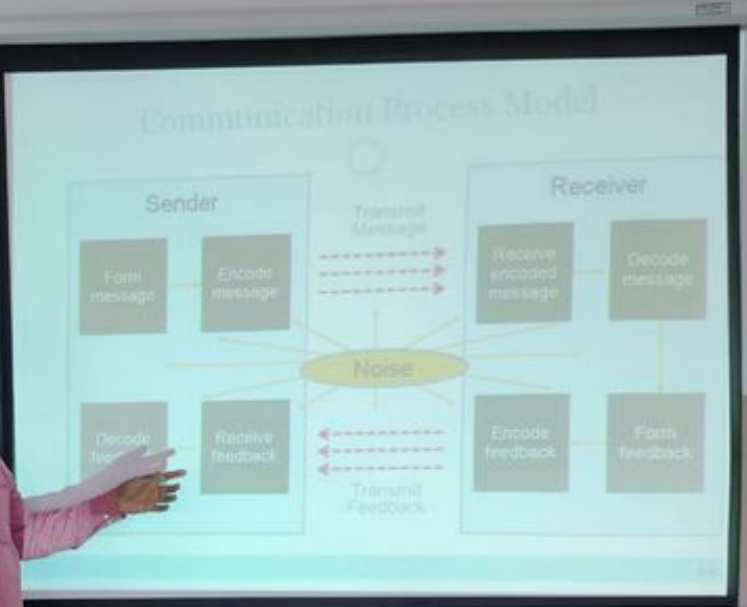 Communication Process Model
Sender
Receiver
Transmit
Message
Form
message
Encode
message
Receive
encoded
message
Decode
message
Noise
Decode
feedback
Receive
feedback
Encode
feedback
Form
feedback
Transmit
Feedback